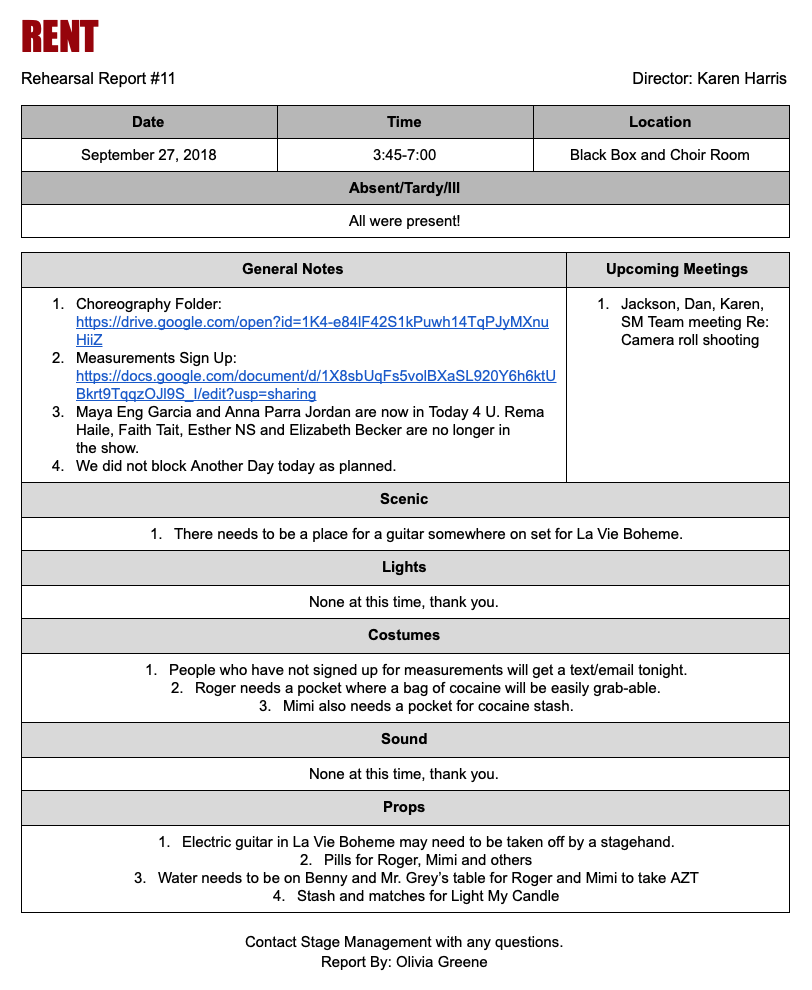 RENT
Rehearsal Report #11
Director: Karen Harris
Date
Time
Location
September 27, 2018
3:45-7:00
Black Box and Choir Room
Absent/Tardy/Ill
All were present!
General Notes
Upcoming Meetings
1. Choreography Folder:
https://drive.google.com/open?id=1K4-e84lF42S1kPuwh14TqPJyMXnu
HiiZ
2. Measurements Sign Up:
https://docs.google.com/document/d/1X8sbUqFs5volBXaSL920Y6h6ktU
Bkrt9TqqzOJl9S_I/edit?usp=sharing
3. Maya Eng Garcia and Anna Parra Jordan are now in Today 4 U. Rema
Haile, Faith Tait, Esther NS and Elizabeth Becker are no longer in
the show.
4. We did not block Another Day today as planned.
1. Jackson, Dan, Karen,
SM Team meeting Re:
Camera roll shooting
Scenic
1. There needs to be a place for a guitar somewhere on set for La Vie Boheme.
Lights
None at this time, thank you.
Costumes
1. People who have not signed up for measurements will get a text/email tonight.
2. Roger needs a pocket where a bag of cocaine will be easily grab-able.
3. Mimi also needs a pocket for cocaine stash.
Sound
None at this time, thank you.
Props
1. Electric guitar in La Vie Boheme may need to be taken off by a stagehand.
2. Pills for Roger, Mimi and others
3. Water needs to be on Benny and Mr. Grey’s table for Roger and Mimi to take AZT
4. Stash and matches for Light My Candle
Contact Stage Management with any questions.
Report By: Olivia Greene